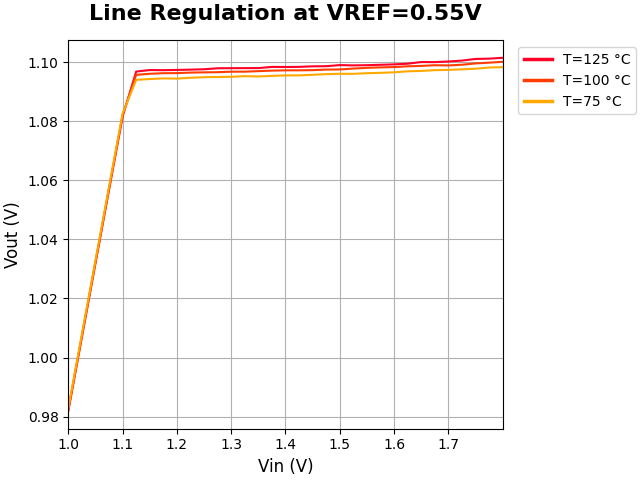 Line Regulation at VREF=0.55V
T=125 °C
T=100 °C
T=75 °C
Vout (V)
1.10
1.08
1.06
1.04
1.02
1.00
0.98
1.0 1.1 1.2 1.3 1.4 1.5 1.6 1.7
Vin (V)